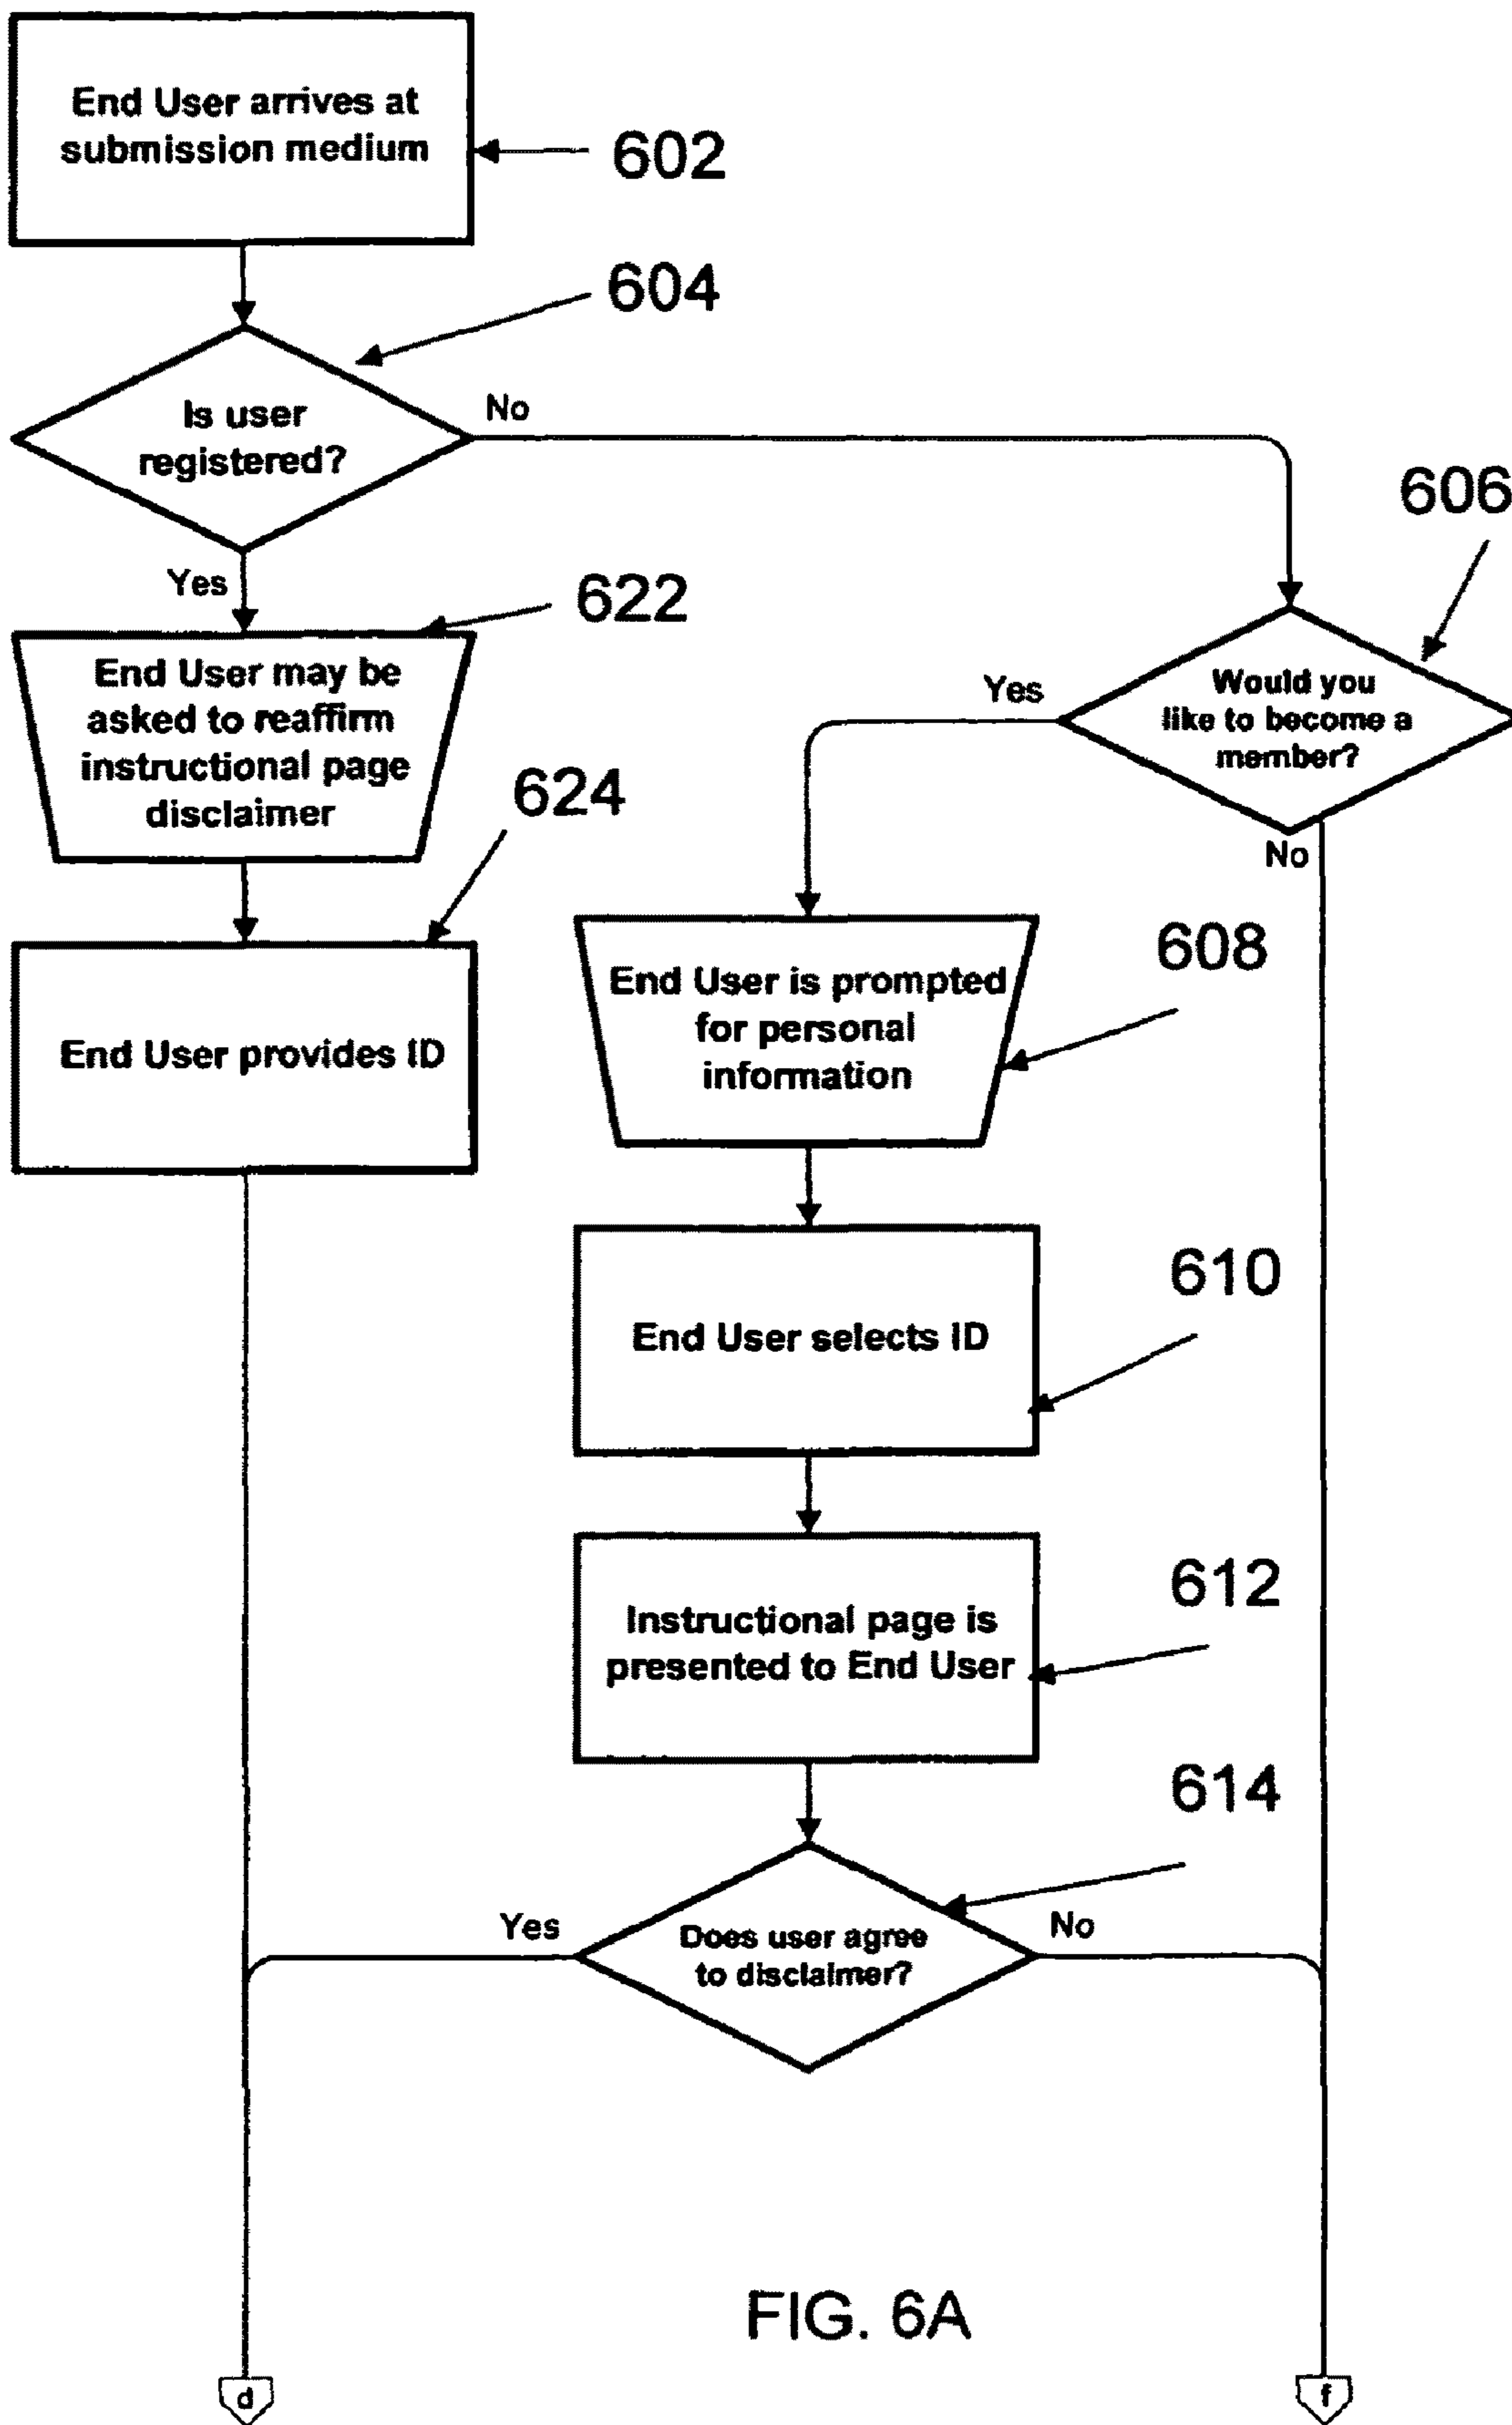 End User arrives at
submission medium
602
604
Is user
registered?
No
606
Yes
622
End User may be
asked to reaffirm
instructional page
disclaimer
Would you
like to become a
member?
Yes
No
624
End User provides ID
608
End User is prompted
for personal
information
610
End User selects ID
612
Instructional page is
presented to End User
614
Yes
Does user agree
to disclaimer?
No
FIG. 6A
d
f